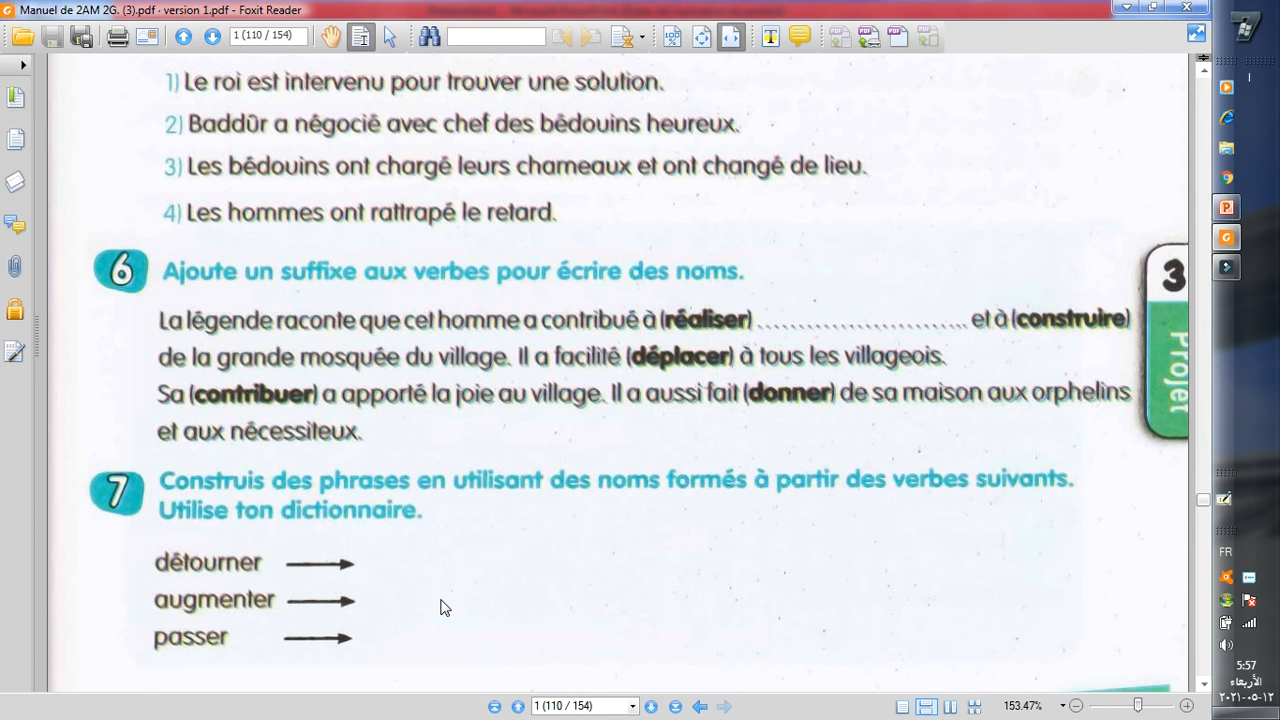 Manuel de 2AM 2G. (3).pdf · version 1.pdf - Foxit Reader
1 (110 / 154)
1) Le roi est intervenu pour trouver une solution.
2) Baddûr a négocié avec chef des bédouins heureux.
3) Les bédouins ont chargé leurs chameaux et ont changé de lieu.
4) Les hommes ont rattrapé le retard.
6 Ajoute un suffixe aux verbes pour écrire des noms.
La légende raconte que cet homme a contribué à (réaliser) ......................... et à (construire)
de la grande mosquée du village. Il a facilité (déplacer) à tous les villageois.
Sa (contribuer) a apporté la joie au village. Il a aussi fait (donner) de sa maison aux orphelins
et aux nécessiteux.
7 Construis des phrases en utilisant des noms formés à partir des verbes suivants.
Utilise ton dictionnaire.
détourner
augmenter
passer
3
Projet
1 (110 / 154)
153.47%
FR
5:57
الأربعاء
٢٠٢١-٠٥-١٢